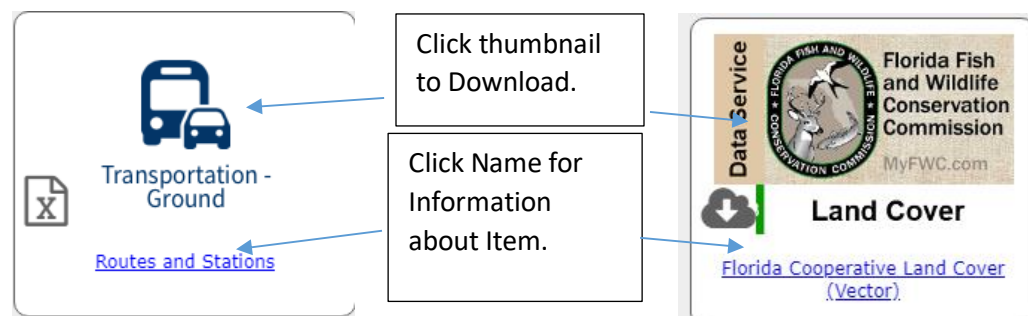 Transportation -
Ground
X
Routes and Stations
Click thumbnail
to Download.
Click Name for
Information
about Item.
Data Service
FLORIDA FISH AND WILDLIFE
CONSERVATION COMMISSION
Florida Fish
and Wildlife
Conservation
Commission
MyFWC.com
Land Cover
Florida Cooperative Land Cover
(Vector)